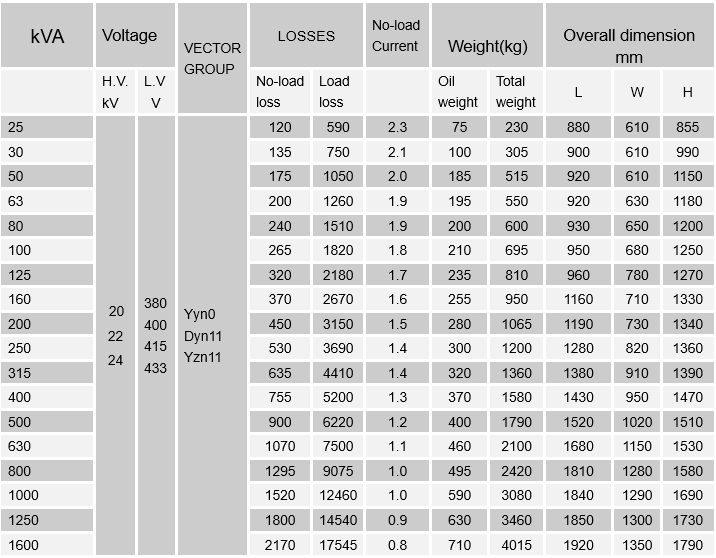 kVA Voltage VECTOR GROUP LOSSES No-load Current Weight(kg) Overall dimension mm
H.V. kV L.V V No-load loss Load loss Oil weight Total weight L W H
25 120 590 2.3 75 230 880 610 855
30 135 750 2.1 100 305 900 610 990
50 175 1050 2.0 185 515 920 610 1150
63 200 1260 1.9 195 550 920 630 1180
80 240 1510 1.9 200 600 930 650 1200
100 265 1820 1.8 210 695 950 680 1250
125 320 2180 1.7 235 810 960 780 1270
160 370 2670 1.6 255 950 1160 710 1330
200 450 3150 1.5 280 1065 1190 730 1340
250 530 3690 1.4 300 1200 1280 820 1360
315 635 4410 1.4 320 1360 1380 910 1390
400 755 5200 1.3 370 1580 1430 950 1470
500 900 6220 1.2 400 1790 1520 1020 1510
630 1070 7500 1.1 460 2100 1680 1150 1530
800 1295 9075 1.0 495 2420 1810 1280 1580
1000 1520 12460 1.0 590 3080 1840 1290 1690
1250 1800 14540 0.9 630 3460 1850 1300 1730
1600 2170 17545 0.8 710 4015 1920 1350 1790
20
22
24
380
400
415
433
Yyn0
Dyn11
Yzn11